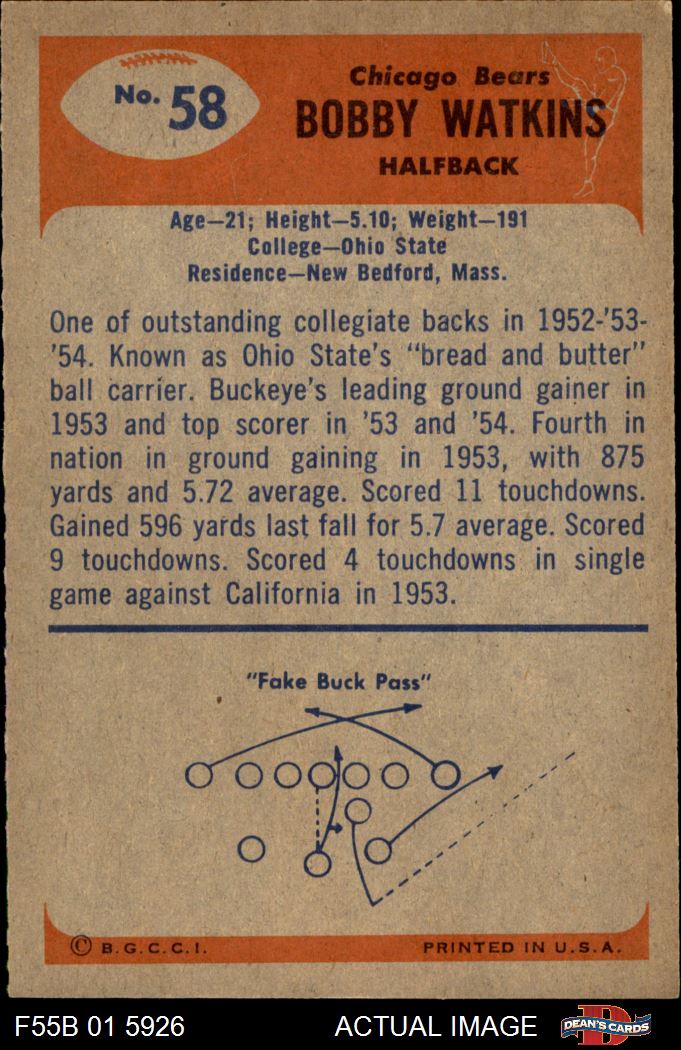 No. 58
Chicago Bears
BOBBY WATKINS
HALFBACK
Age—21; Height—5.10; Weight—191
College—Ohio State
Residence—New Bedford, Mass.
One of outstanding collegiate backs in 1952-'53-
'54. Known as Ohio State's "bread and butter"
ball carrier. Buckeye's leading ground gainer in
1953 and top scorer in '53 and '54. Fourth in
nation in ground gaining in 1953, with 875
yards and 5.72 average. Scored 11 touchdowns.
Gained 596 yards last fall for 5.7 average. Scored
9 touchdowns. Scored 4 touchdowns in single
game against California in 1953.
"Fake Buck Pass"
© B.G.C.C.I.
PRINTED IN U.S.A.
F55B 01 5926
ACTUAL IMAGE
D
DEAN'S CARDS